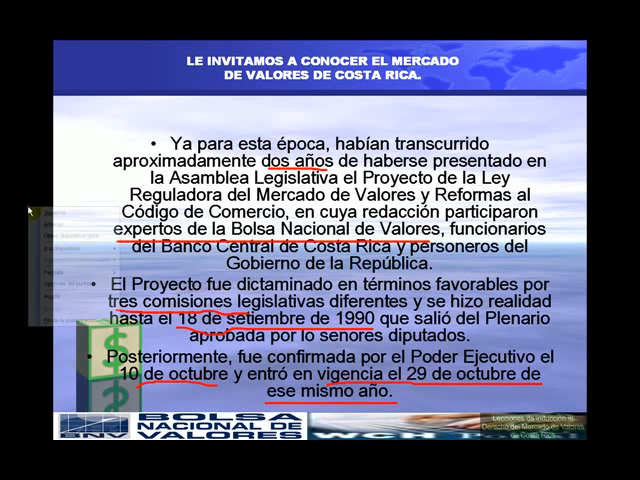 LE INVITAMOS A CONOCER EL MERCADO
DE VALORES DE COSTA RICA.
• Ya para esta época, habían transcurrido
aproximadamente dos años de haberse presentado en
la Asamblea Legislativa el Proyecto de la Ley
Reguladora del Mercado de Valores y Reformas al
Código de Comercio, en cuya redacción participaron
expertos de la Bolsa Nacional de Valores, funcionarios
del Banco Central de Costa Rica y personeros del
Gobierno de la República.
• El Proyecto fue dictaminado en términos favorables por
tres comisiones legislativas diferentes y se hizo realidad
hasta el 18 de setiembre de 1990 que salió del Plenario
aprobada por lo senores diputados.
• Posteriormente, fue confirmada por el Poder Ejecutivo el
10 de octubre y entró en vigencia el 29 de octubre de
ese mismo año.
BNV
BOLSA
NACIONAL DE
VALORES
Lecciones de inducción al
Derecho del Mercado de Valores
de Costa Rica